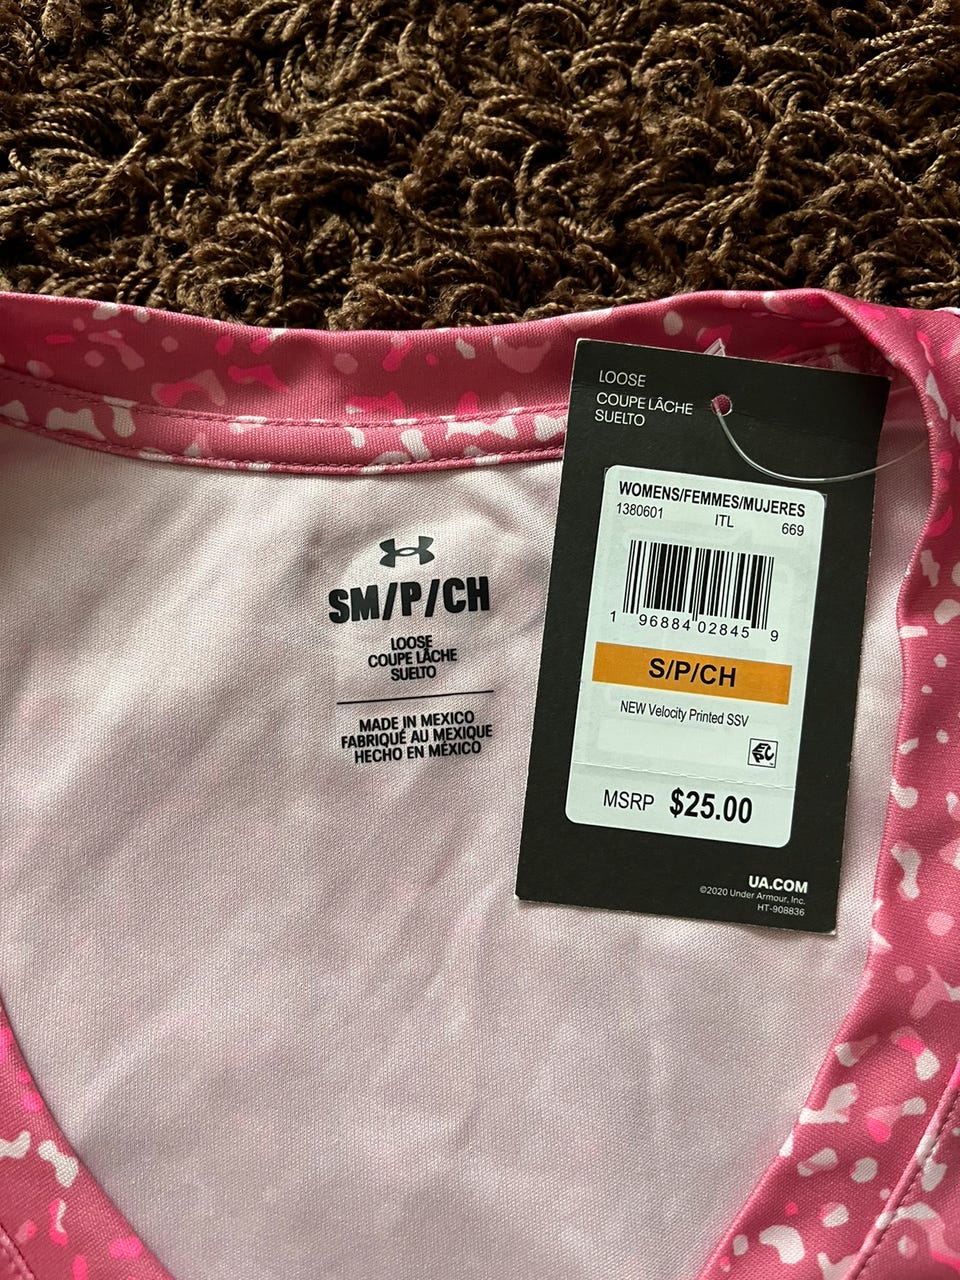 SM/P/CH
LOOSE
COUPE LÂCHE
SUELTO
MADE IN MEXICO
FABRIQUÉ AU MEXIQUE
HECHO EN MÉXICO
LOOSE
COUPE LÂCHE
SUELTO
WOMENS/FEMMES/MUJERES
1380601 ITL 669
1 96884 02845 9
S/P/CH
NEW Velocity Printed SSV
MSRP $25.00
UA.COM
©2020 Under Armour, Inc.
HT-908836